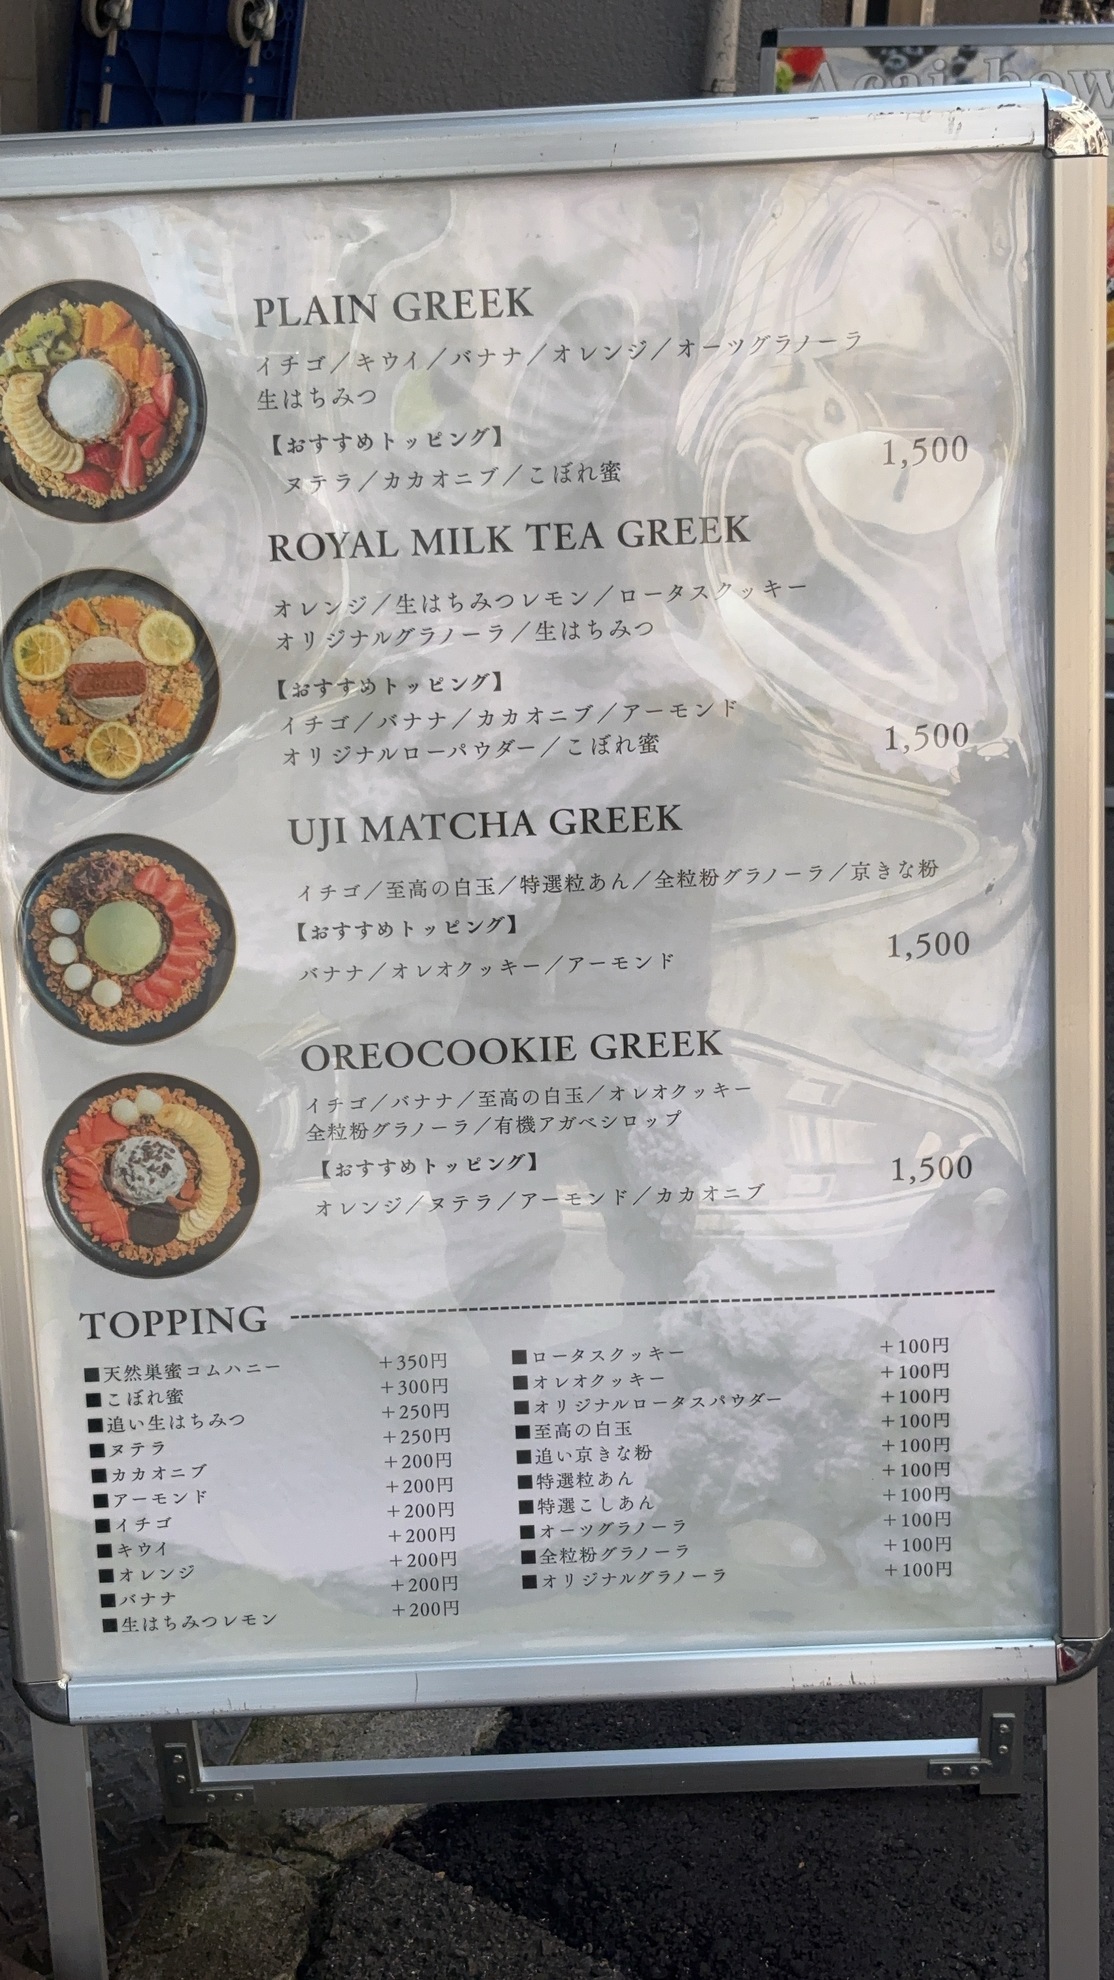 Açai bow
PLAIN GREEK
イチゴ／キウイ／バナナ／オレンジ／オーツグラノーラ
生はちみつ
【おすすめトッピング】
ヌテラ／カカオニブ／こぼれ蜜
1,500
ROYAL MILK TEA GREEK
オレンジ／生はちみつレモン／ロータスクッキー
オリジナルグラノーラ／生はちみつ
【おすすめトッピング】
イチゴ／バナナ／カカオニブ／アーモンド
オリジナルローパウダー／こぼれ蜜
1,500
UJI MATCHA GREEK
イチゴ／至高の白玉／特選粒あん／全粒粉グラノーラ／京きな粉
【おすすめトッピング】
バナナ／オレオクッキー／アーモンド
1,500
OREOCOOKIE GREEK
イチゴ／バナナ／至高の白玉／オレオクッキー
全粒粉グラノーラ／有機アガベシロップ
【おすすめトッピング】
オレンジ／ヌテラ／アーモンド／カカオニブ
1,500
TOPPING
■天然巣蜜コムハニー +350円
■こぼれ蜜 +300円
■追い生はちみつ +250円
■ヌテラ +250円
■カカオニブ +200円
■アーモンド +200円
■イチゴ +200円
■キウイ +200円
■オレンジ +200円
■バナナ +200円
■生はちみつレモン +200円
■ロータスクッキー +100円
■オレオクッキー +100円
■オリジナルロータスパウダー +100円
■至高の白玉 +100円
■追い京きな粉 +100円
■特選粒あん +100円
■特選こしあん +100円
■オーツグラノーラ +100円
■全粒粉グラノーラ +100円
■オリジナルグラノーラ +100円